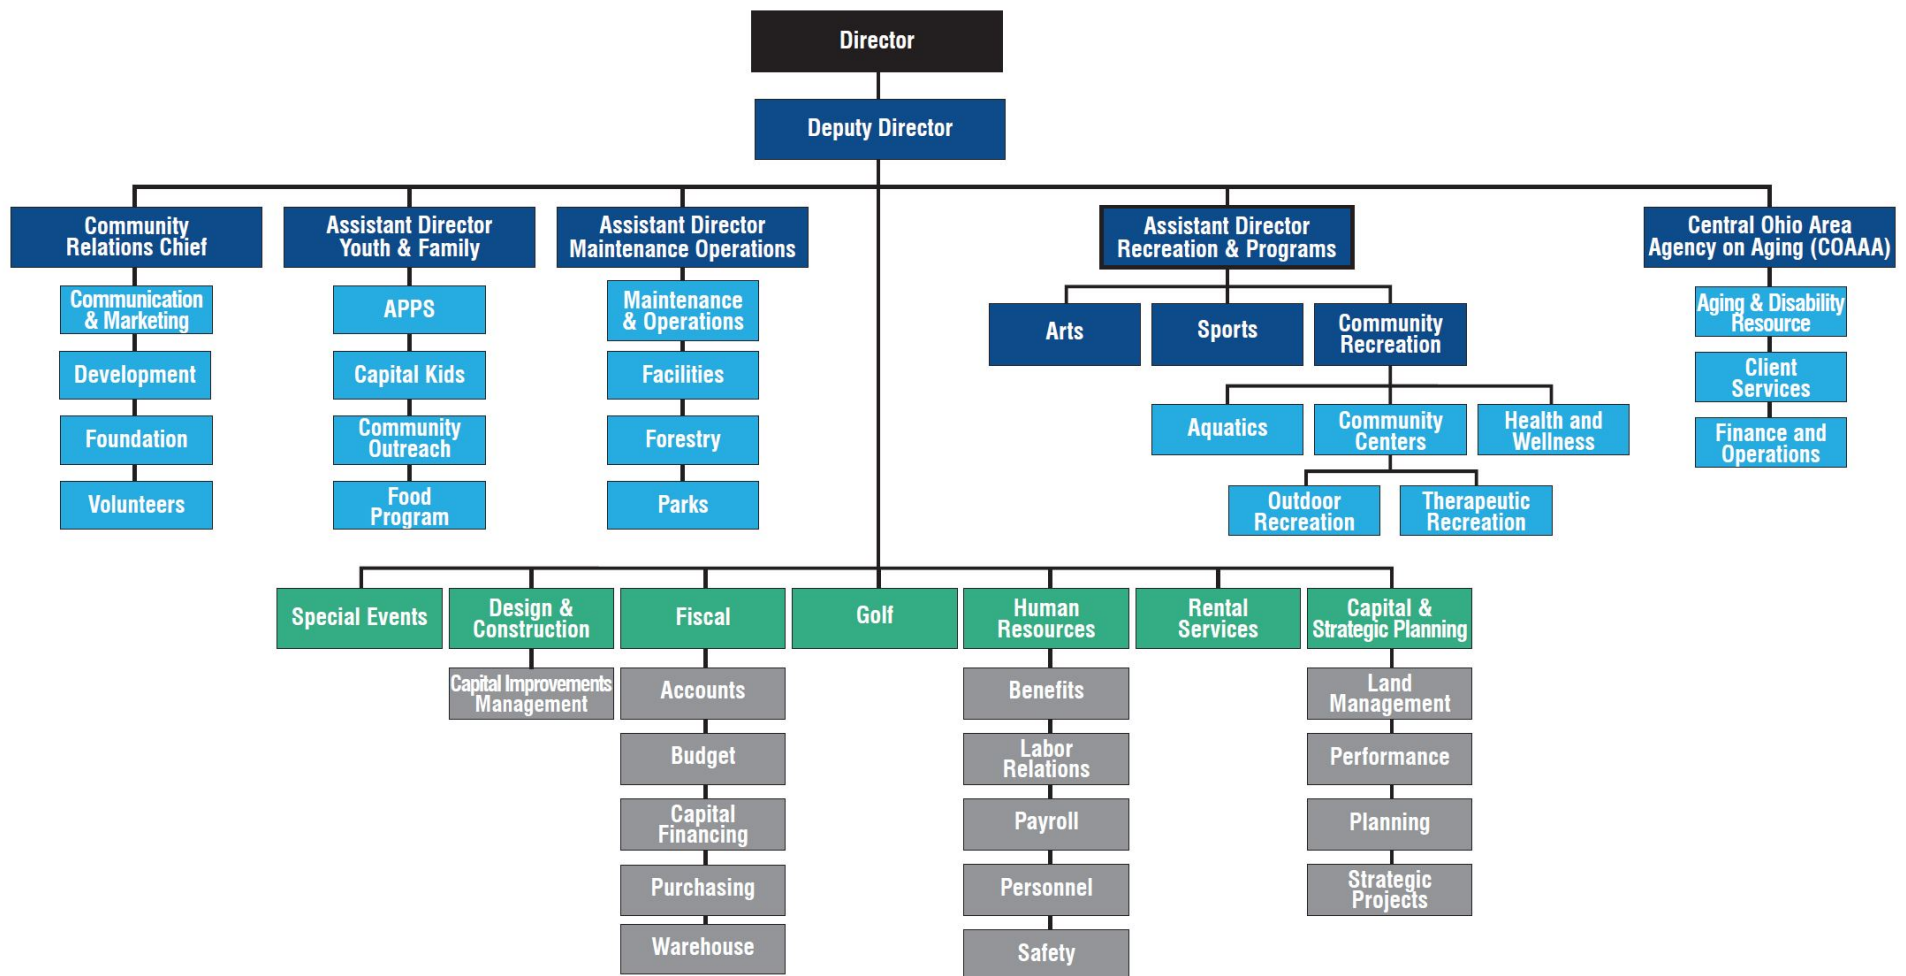 Director
Deputy Director
Community
Relations Chief
Assistant Director
Youth & Family
Assistant Director
Maintenance Operations
Assistant Director
Recreation & Programs
Central Ohio Area
Agency on Aging (COAAA)
Communication
& Marketing
Development
Foundation
Volunteers
APPS
Capital Kids
Community
Outreach
Food
Program
Maintenance
& Operations
Facilities
Forestry
Parks
Arts
Sports
Community
Recreation
Aquatics
Community
Centers
Health and
Wellness
Outdoor
Recreation
Therapeutic
Recreation
Aging & Disability
Resource
Client
Services
Finance and
Operations
Special Events
Design &
Construction
Fiscal
Golf
Human
Resources
Rental
Services
Capital &
Strategic Planning
Capital Improvements
Management
Accounts
Budget
Capital
Financing
Purchasing
Warehouse
Benefits
Labor
Relations
Payroll
Personnel
Safety
Land
Management
Performance
Planning
Strategic
Projects